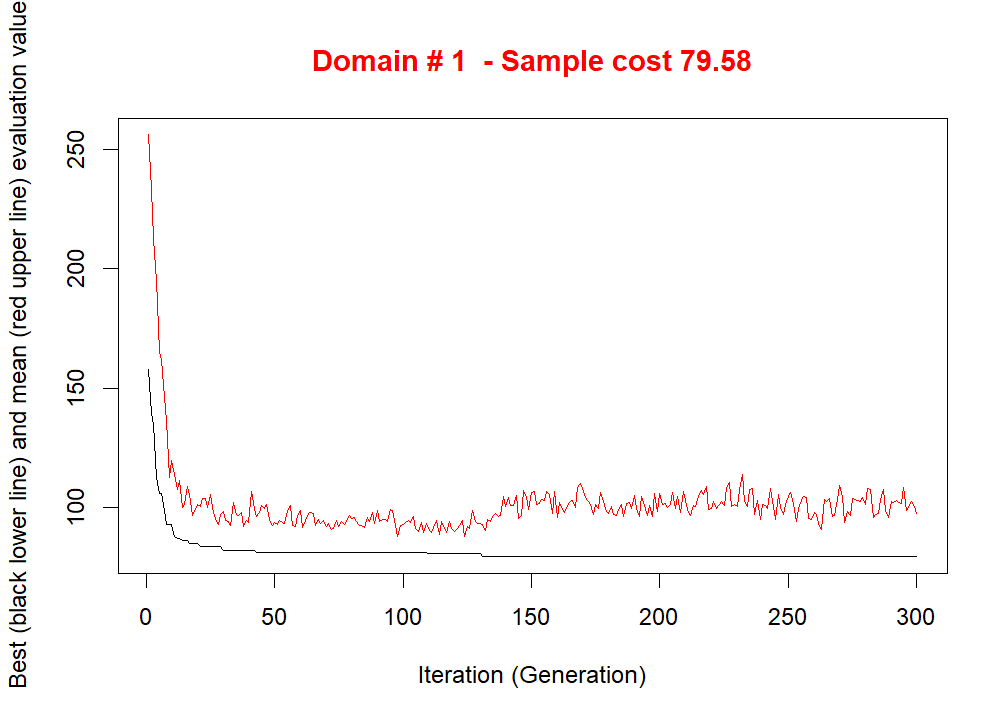 Domain # 1  - Sample cost 79.58
Best (black lower line) and mean (red upper line) evaluation value
250
200
150
100
0 50 100 150 200 250 300
Iteration (Generation)